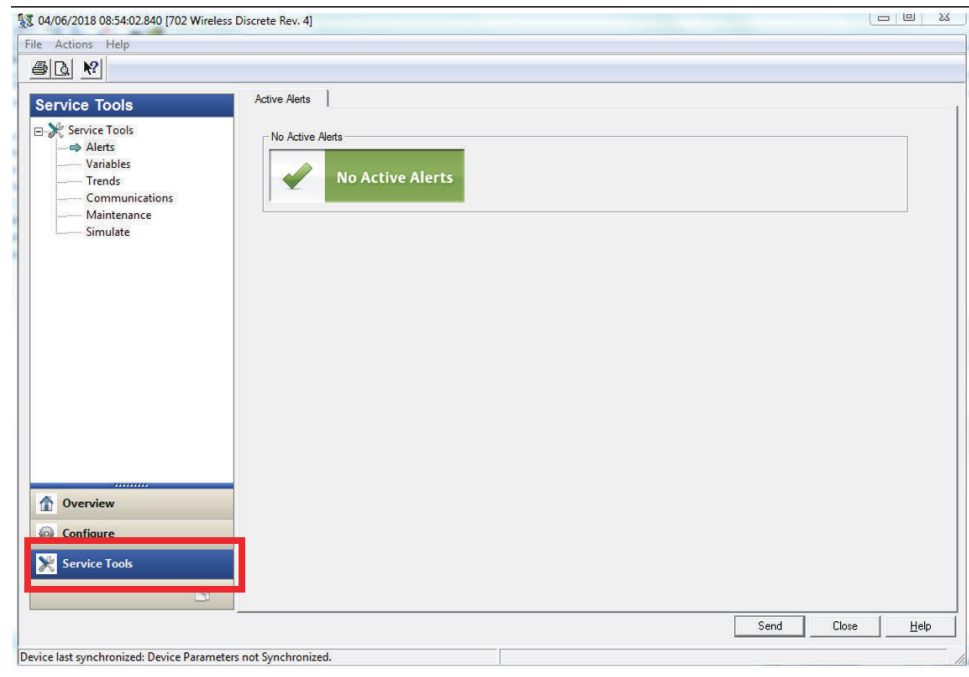 04/06/2018 08:54:02.840 [702 Wireless Discrete Rev. 4]
File Actions Help
Service Tools
Service Tools
Alerts
Variables
Trends
Communications
Maintenance
Simulate
Overview
Configure
Service Tools
Active Alerts
No Active Alerts
No Active Alerts
Send Close Help
Device last synchronized: Device Parameters not Synchronized.